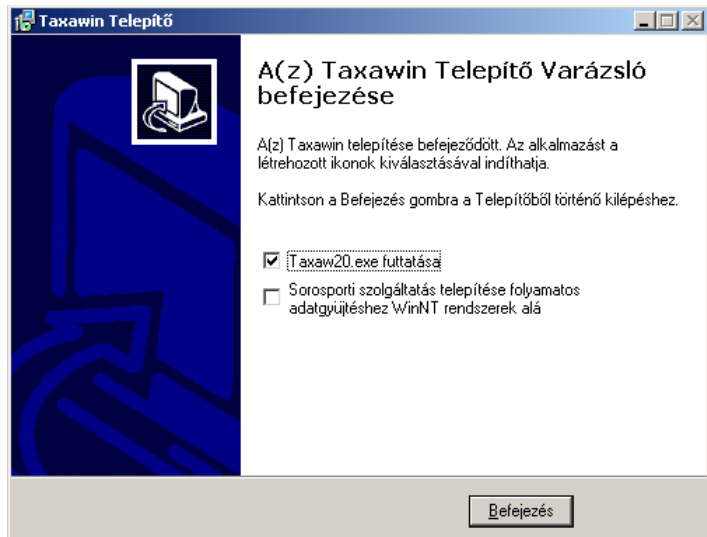 Taxawin Telepítő
A(z) Taxawin Telepítő Varázsló
befejezése
A(z) Taxawin telepítése befejeződött. Az alkalmazást a
létrehozott ikonok kiválasztásával indíthatja.
Kattintson a Befejezés gombra a Telepítőből történő kilépéshez.
Taxaw20.exe futtatása
Sorosporti szolgáltatás telepítése folyamatos
adatgyüjtéshez WinNT rendszerek alá
Befejezés